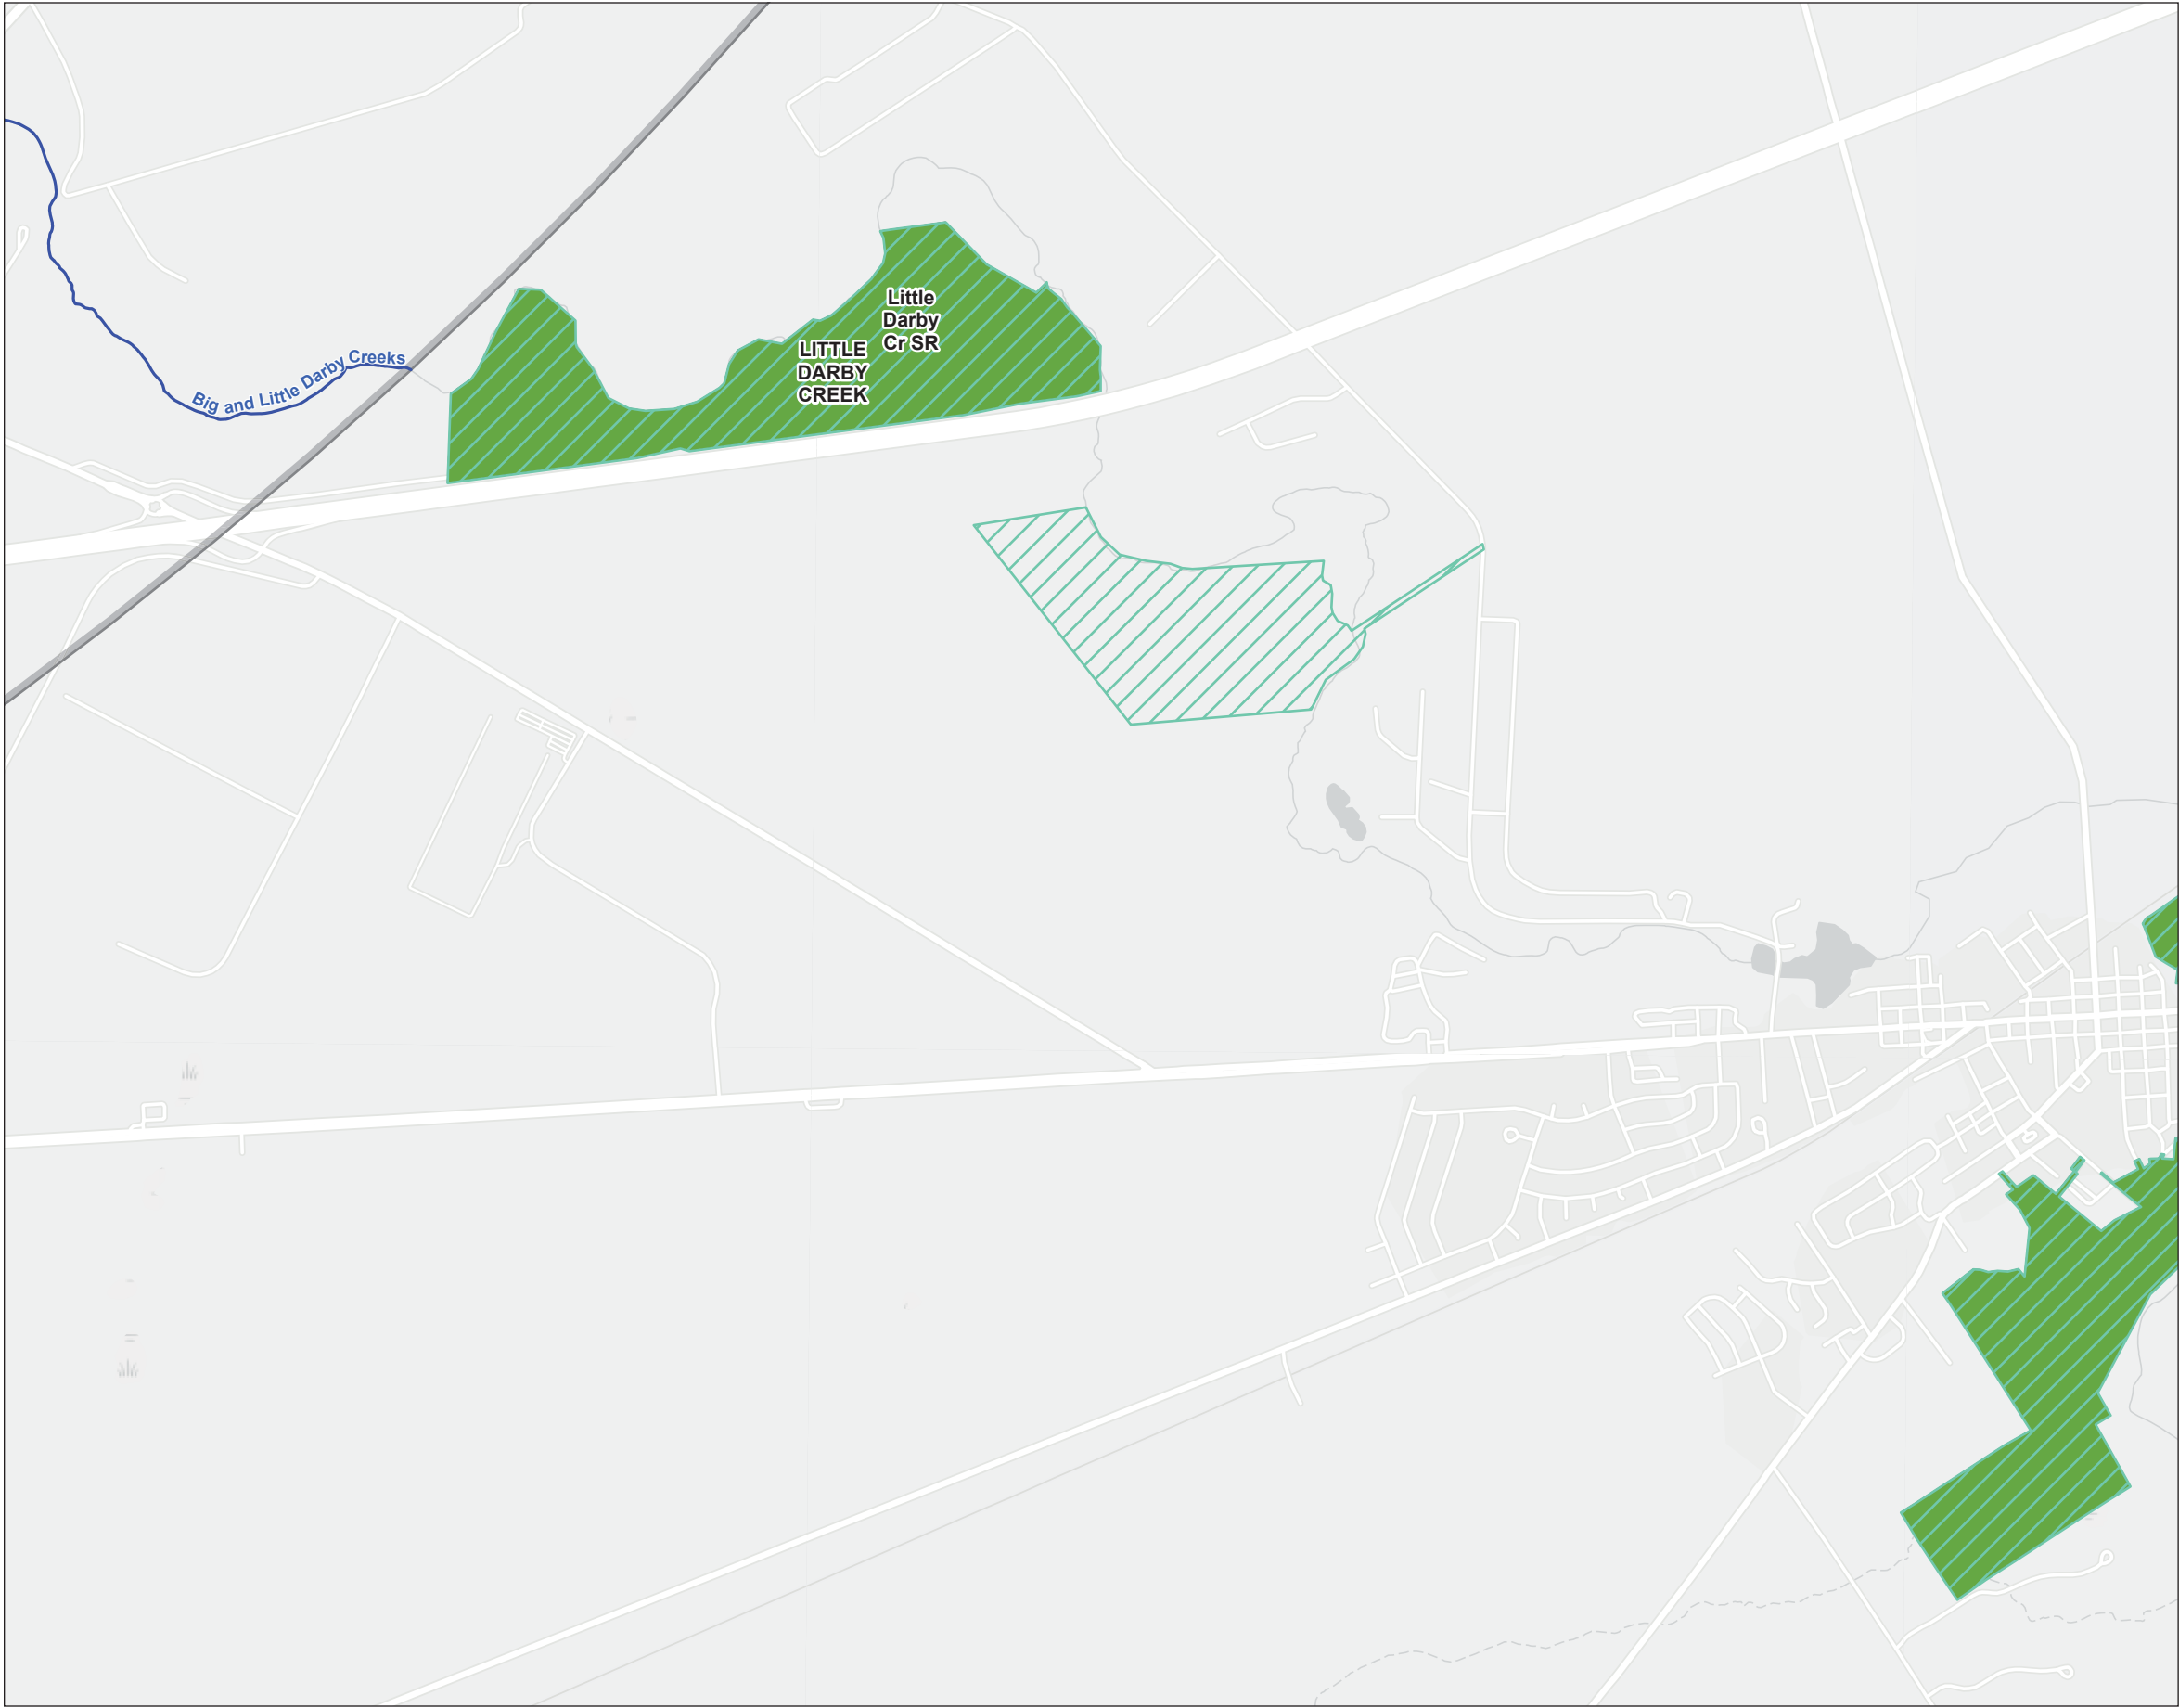 Little
Darby
Cr SR
LITTLE
DARBY
CREEK
Big and Little Darby Creeks